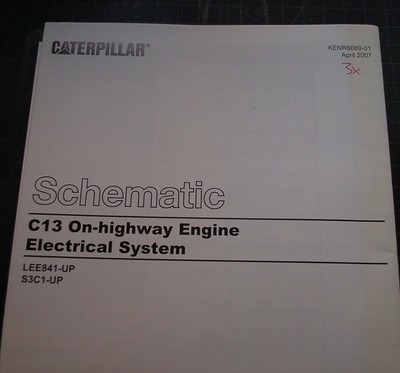 CATERPILLAR®
KENR6689-01
April 2007
3x
Schematic
C13 On-highway Engine
Electrical System
LEE841-UP
S3C1-UP